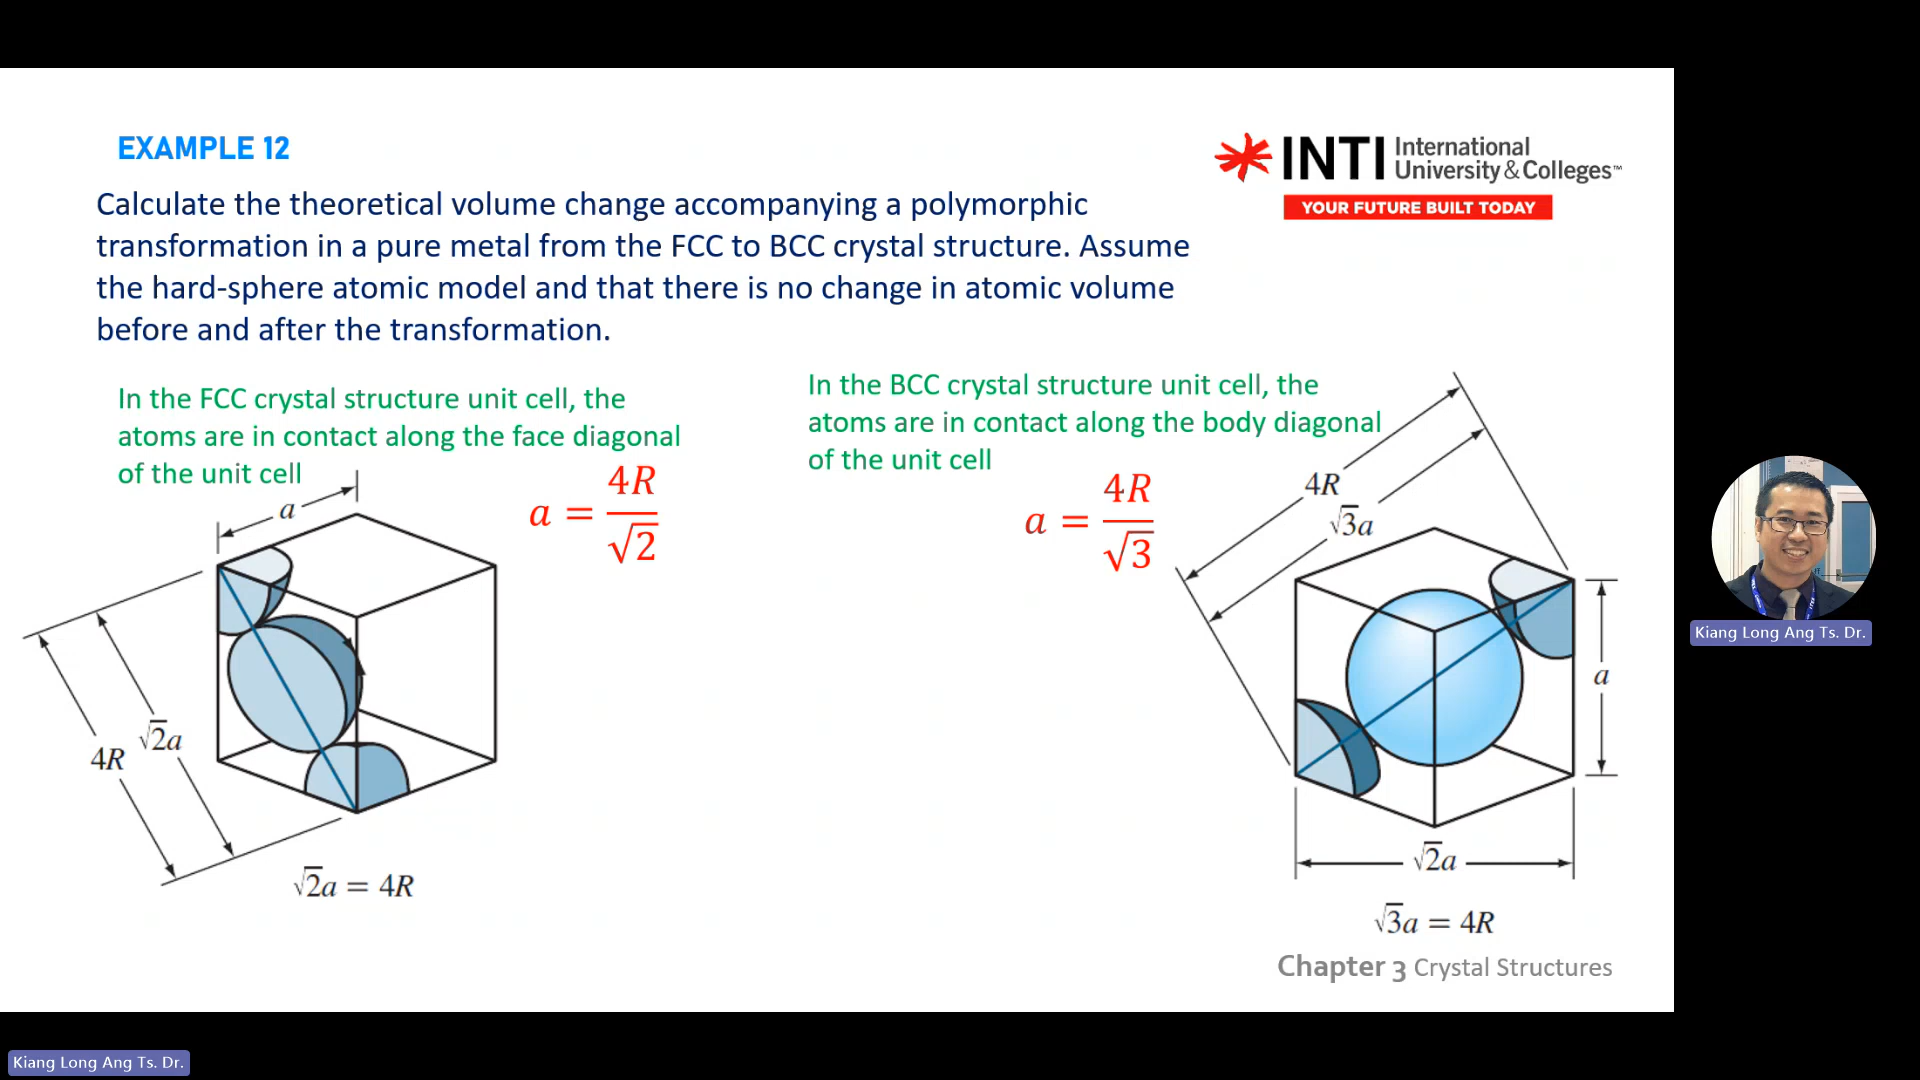 EXAMPLE 12
INTI International
University & Colleges™
YOUR FUTURE BUILT TODAY
Calculate the theoretical volume change accompanying a polymorphic
transformation in a pure metal from the FCC to BCC crystal structure. Assume
the hard-sphere atomic model and that there is no change in atomic volume
before and after the transformation.
In the FCC crystal structure unit cell, the
atoms are in contact along the face diagonal
of the unit cell
a = 4R/√2
a
4R
√2a
√2a = 4R
In the BCC crystal structure unit cell, the
atoms are in contact along the body diagonal
of the unit cell
a = 4R/√3
4R
√3a
a
√2a
√3a = 4R
Chapter 3 Crystal Structures
Kiang Long Ang Ts. Dr.
Kiang Long Ang Ts. Dr.